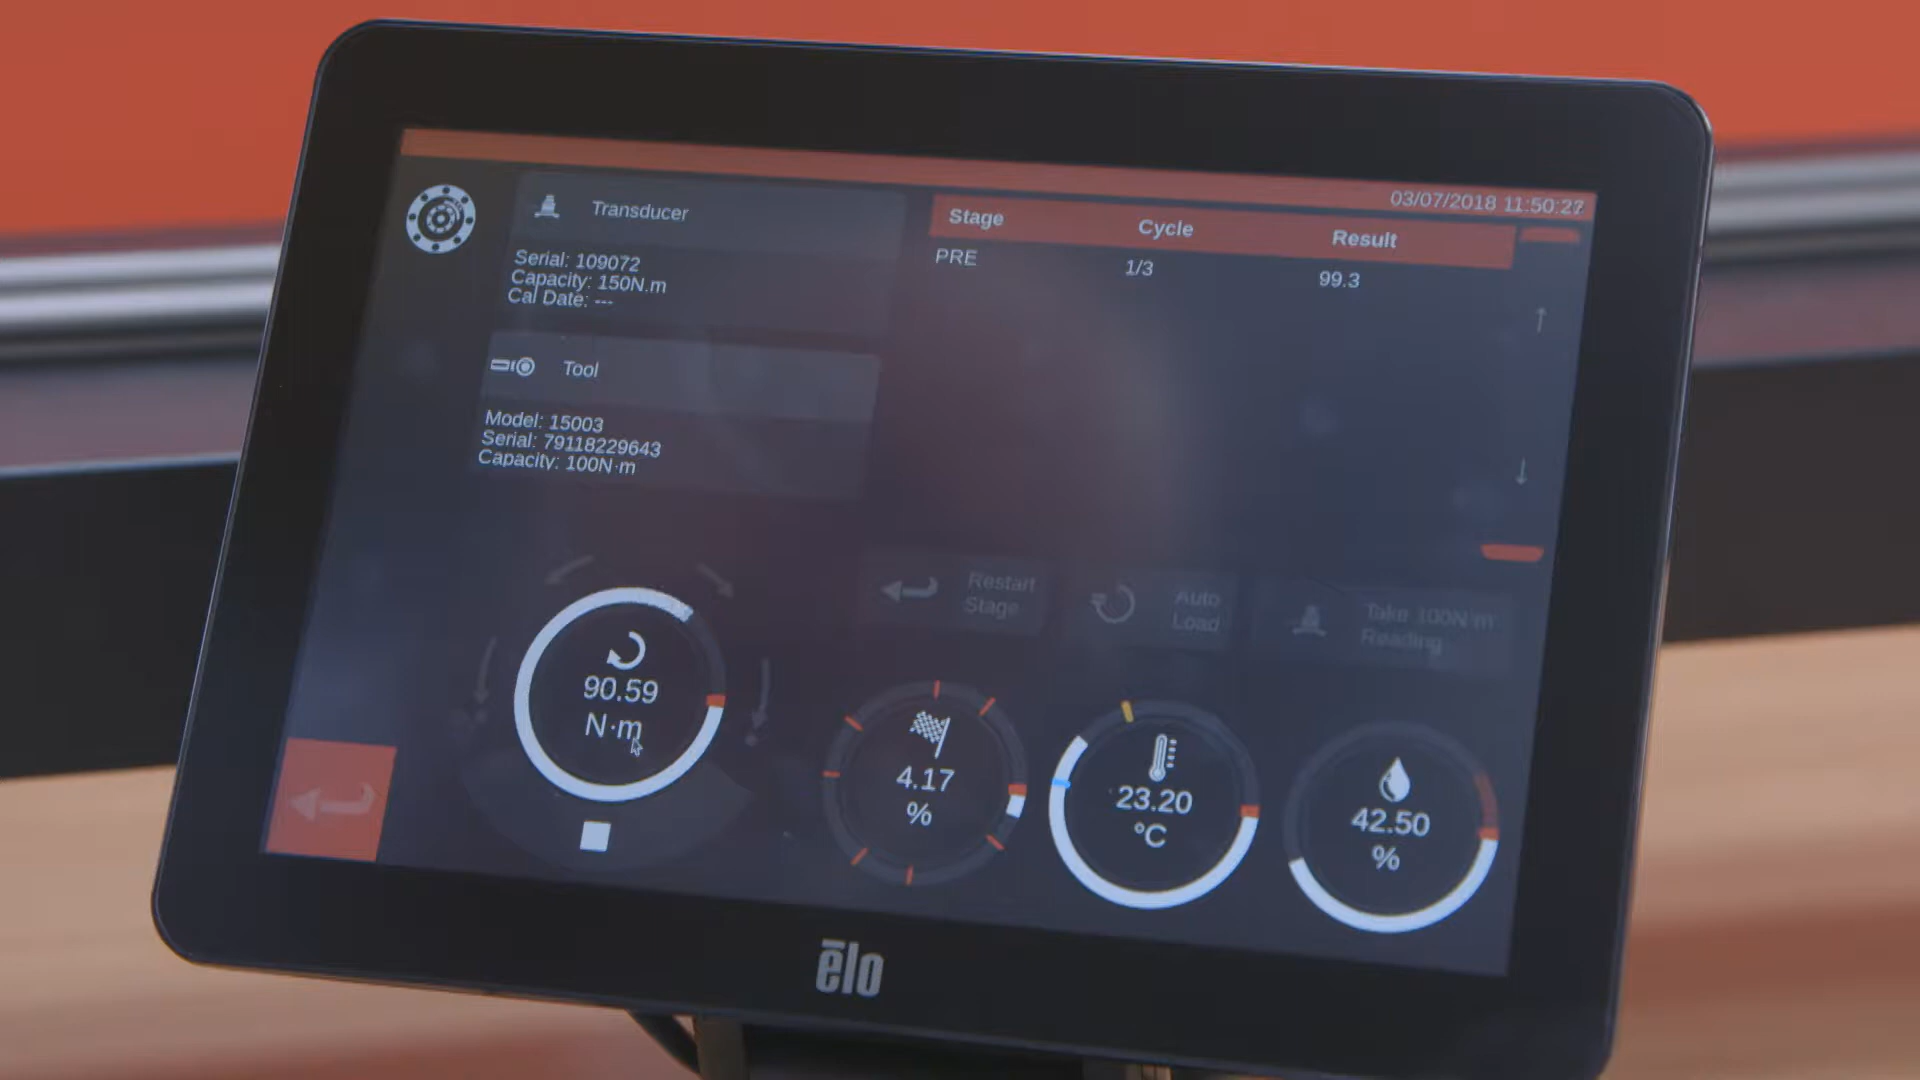 03/07/2018 11:50:27
Transducer
Serial: 109072
Capacity: 150N.m
Cal Date: ---
Stage Cycle Result
PRE 1/3 99.3
Tool
Model: 15003
Serial: 79118229643
Capacity: 100N·m
Restart
Stage
Auto
Load
Take 100N·m
Reading
90.59
N·m
4.17
%
23.20
°C
42.50
%
ēlo